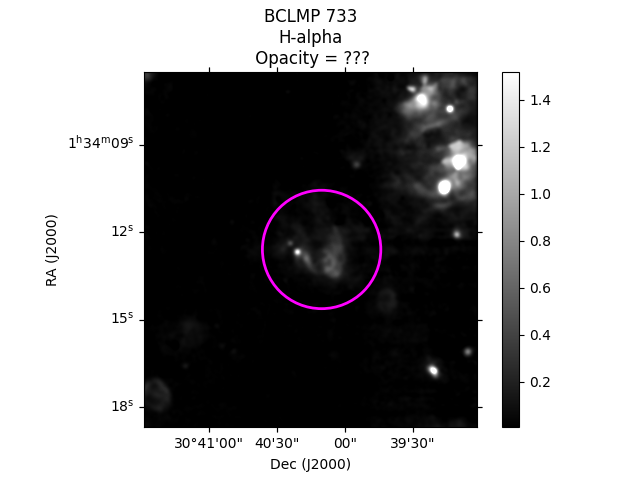 BCLMP 733
H-alpha
Opacity = ???
1h34m09s
12s
15s
18s
RA (J2000)
30°41'00" 40'30" 00" 39'30"
Dec (J2000)
1.4
1.2
1.0
0.8
0.6
0.4
0.2